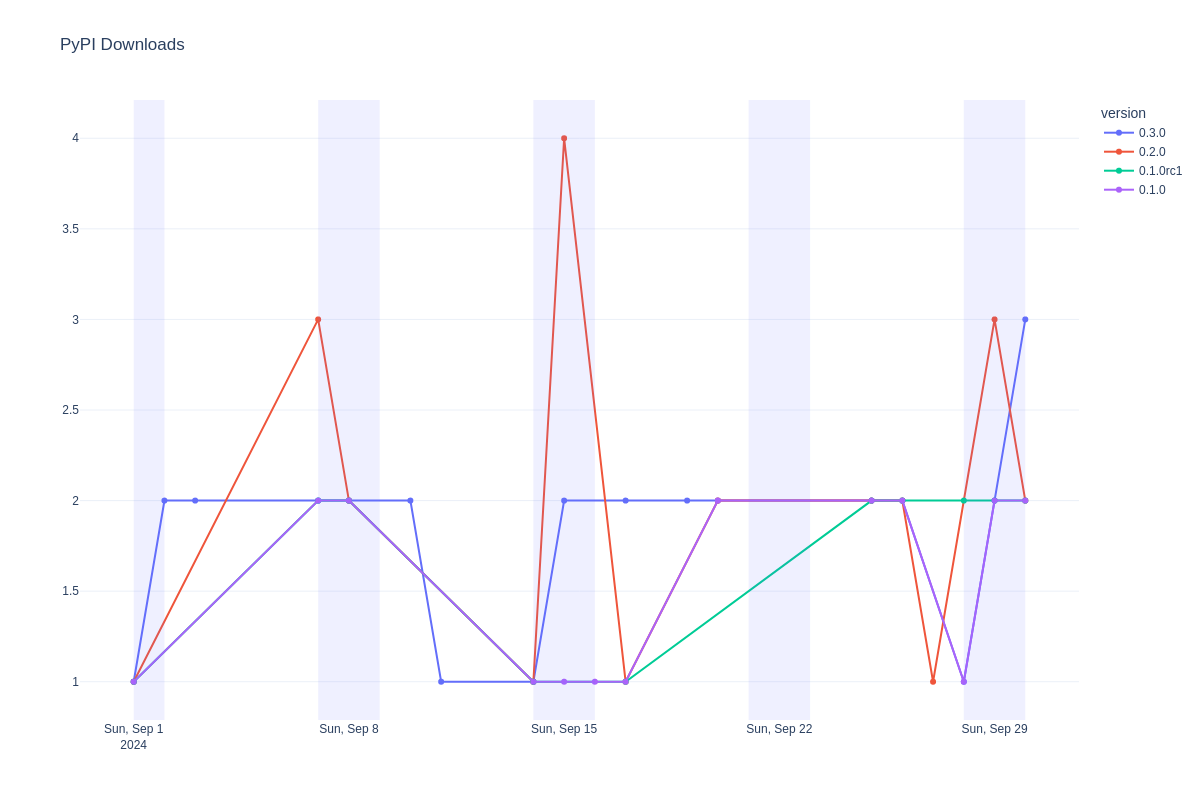 PyPI Downloads
version
0.3.0
0.2.0
0.1.0rc1
0.1.0
4
3.5
3
2.5
2
1.5
1
Sun, Sep 1
2024
Sun, Sep 8
Sun, Sep 15
Sun, Sep 22
Sun, Sep 29